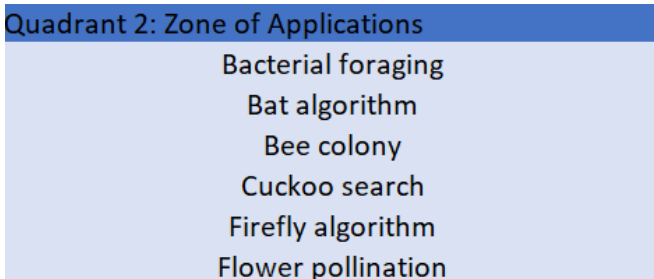 Quadrant 2: Zone of Applications
Bacterial foraging
Bat algorithm
Bee colony
Cuckoo search
Firefly algorithm
Flower pollination